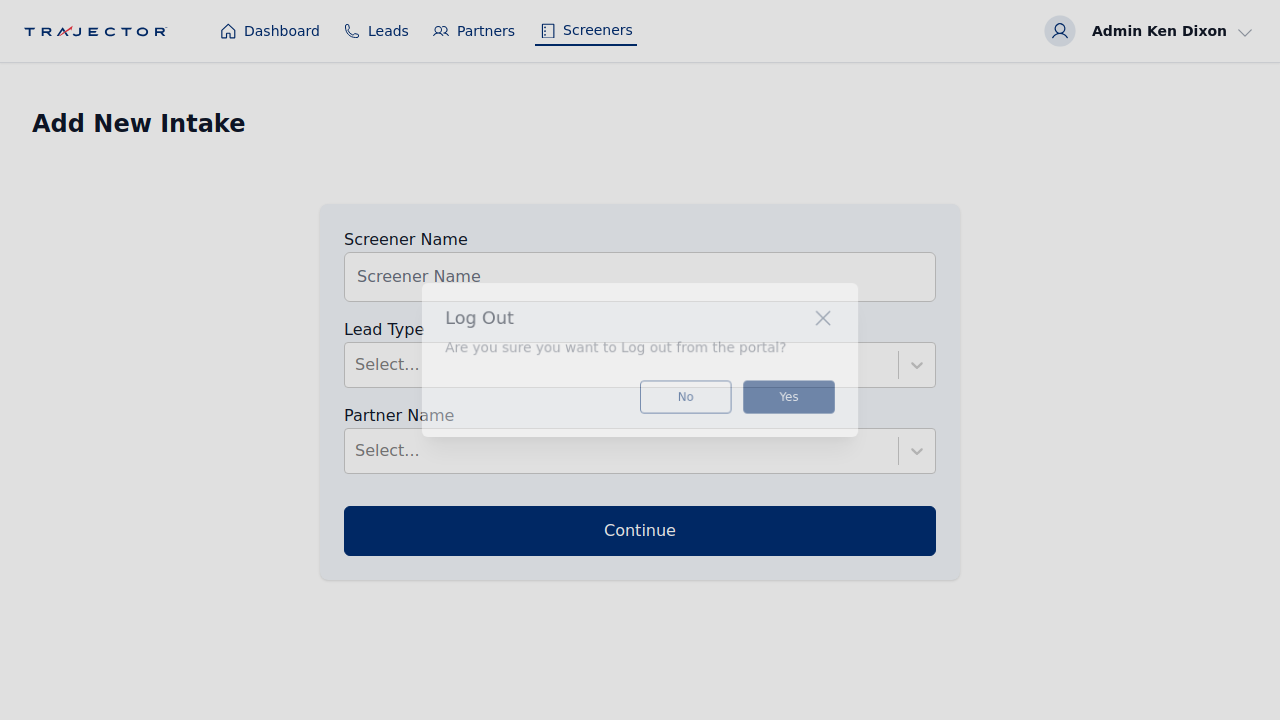 TRAJECTOR Dashboard Leads Partners Screeners Admin Ken Dixon
Add New Intake
Screener Name
Screener Name
Log Out
Lead Type
Are you sure you want to Log out from the portal?
Select...
No Yes
Partner Name
Select...
Continue